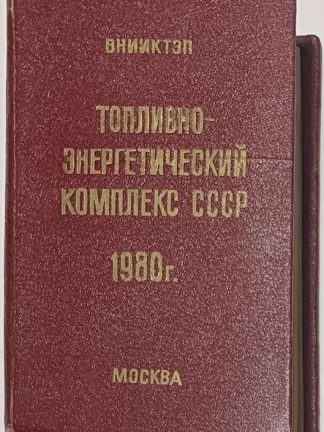 ВНИИКТЭП
ТОПЛИВНО-
ЭНЕРГЕТИЧЕСКИЙ
КОМПЛЕКС СССР
1980г.
МОСКВА